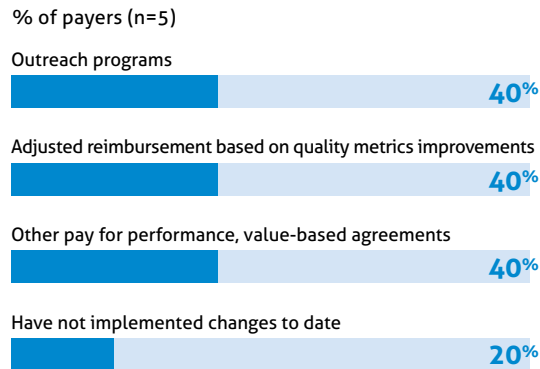 % of payers (n=5)
Outreach programs
40%
Adjusted reimbursement based on quality metrics improvements
40%
Other pay for performance, value-based agreements
40%
Have not implemented changes to date
20%